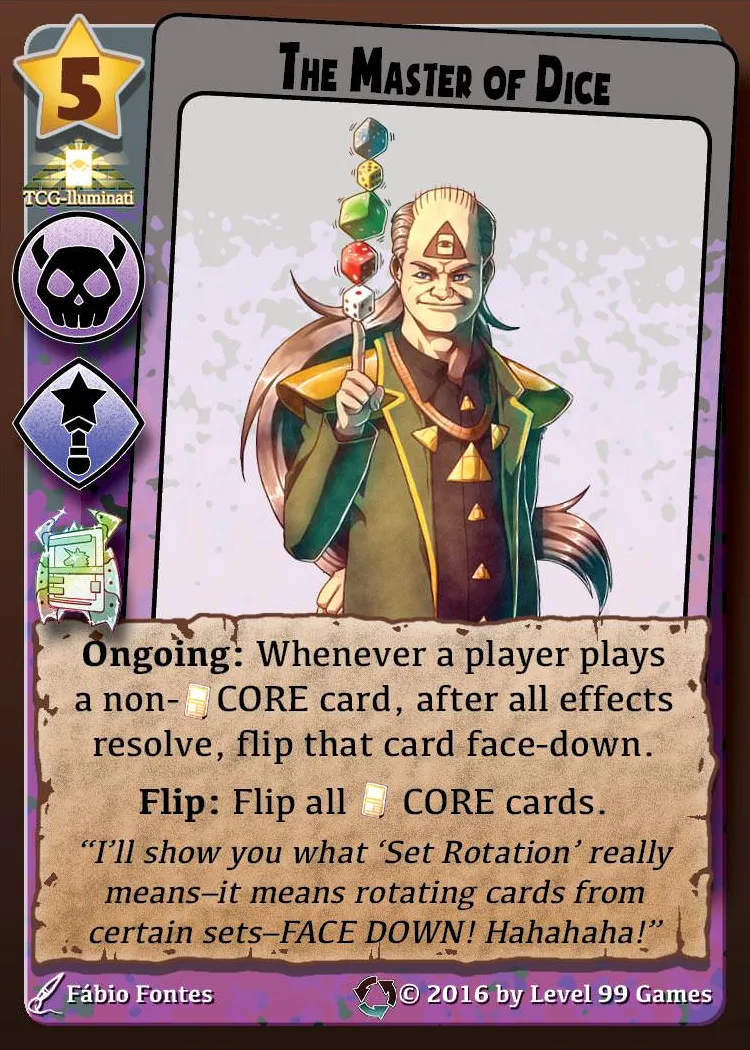 5
THE MASTER OF DICE
TCG-Iluminati
Ongoing: Whenever a player plays
a non- CORE card, after all effects
resolve, flip that card face-down.
Flip: Flip all CORE cards.
“I’ll show you what ‘Set Rotation’ really
means–it means rotating cards from
certain sets–FACE DOWN! Hahahaha!”
Fábio Fontes
© 2016 by Level 99 Games